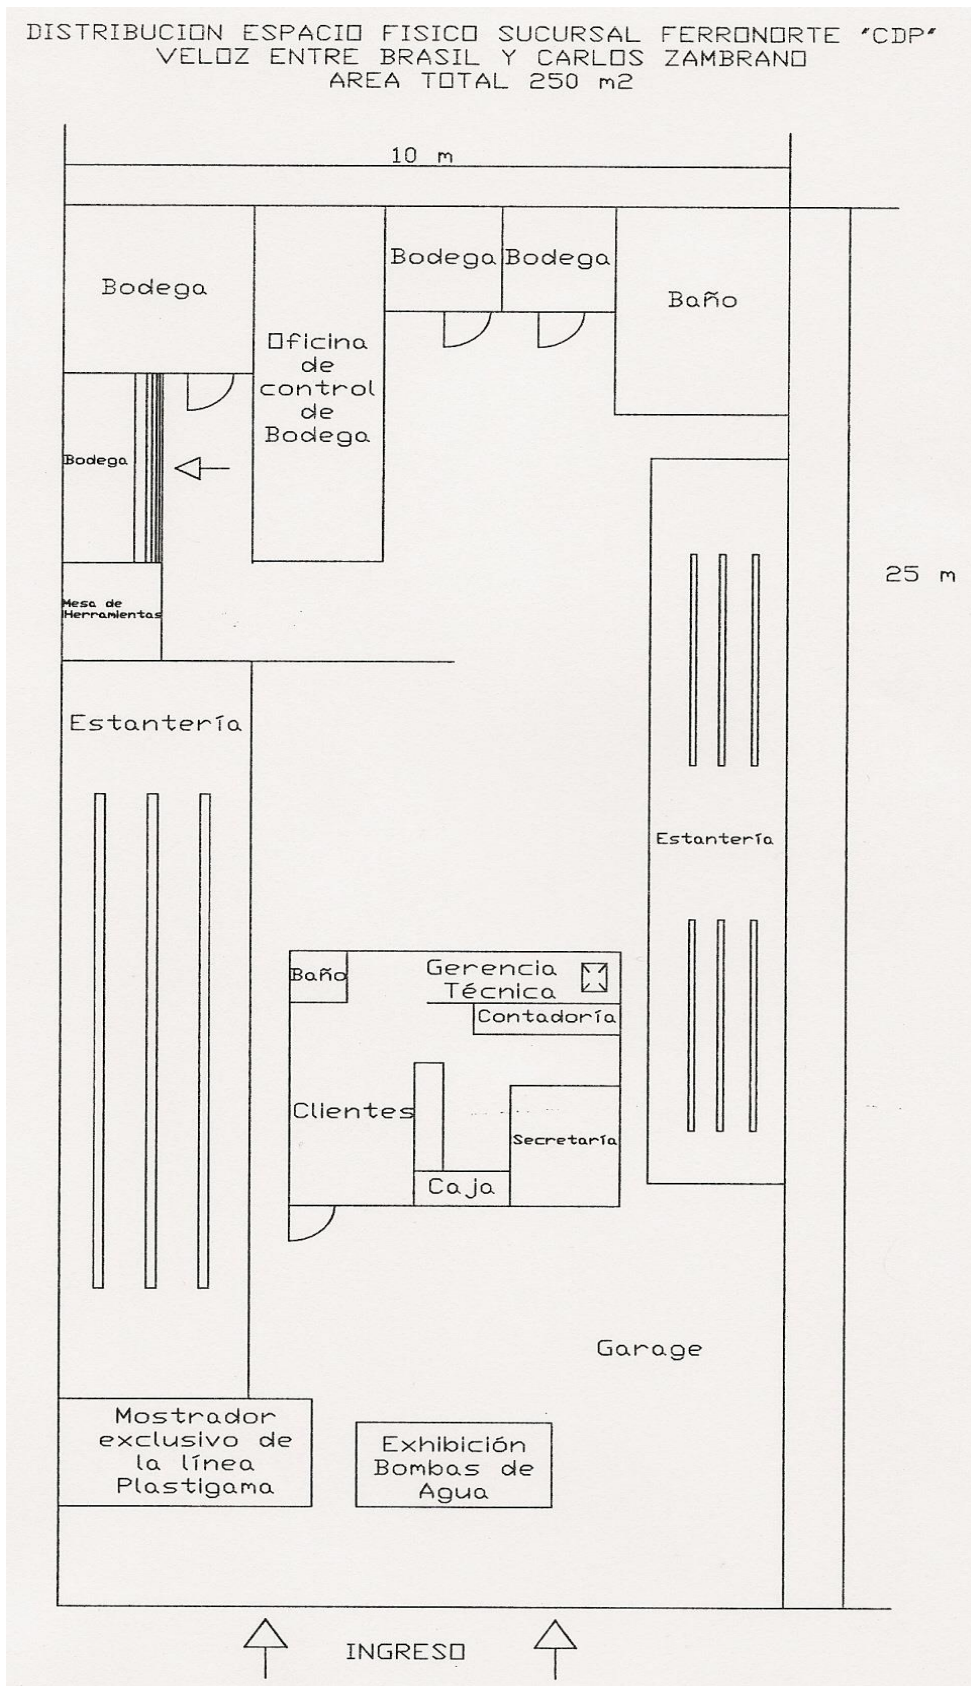 DISTRIBUCION ESPACIO FISICO SUCURSAL FERRONORTE "CDP"
VELOZ ENTRE BRASIL Y CARLOS ZAMBRANO
AREA TOTAL 250 m2
10 m
Bodega
Bodega
Bodega
Baño
Oficina
de
control
de
Bodega
Bodega
25 m
Mesa de
Herramientas
Estantería
Estantería
Baño
Gerencia
Técnica
Contadoría
Clientes
Secretaría
Caja
Garage
Mostrador
exclusivo de
la línea
Plastigama
Exhibición
Bombas de
Agua
INGRESO